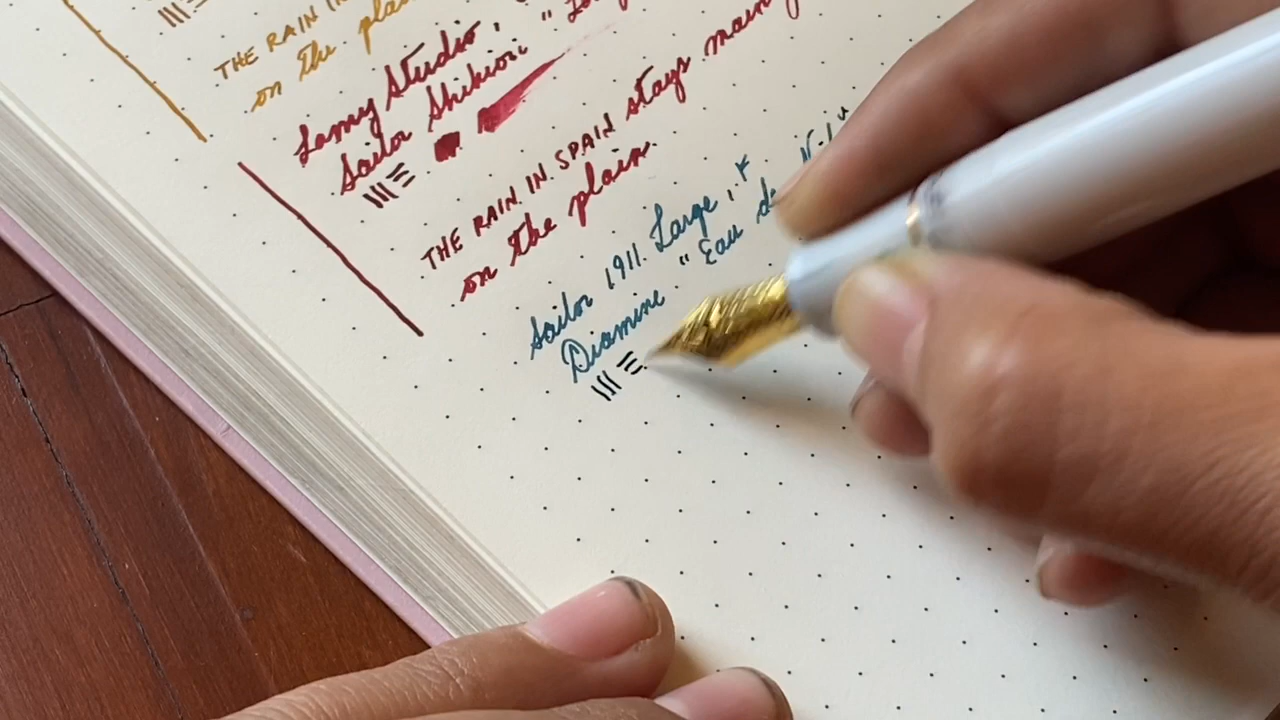 THE RAIN IN
on the
Lamy Studio,
Sailor Shikiori "
THE RAIN IN SPAIN stays
on the plain.
Sailor 1911 Large, F
Diamine "Eau de